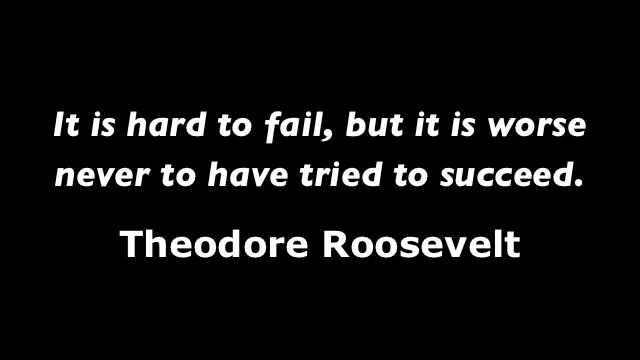 It is hard to fail, but it is worse
never to have tried to succeed.
Theodore Roosevelt